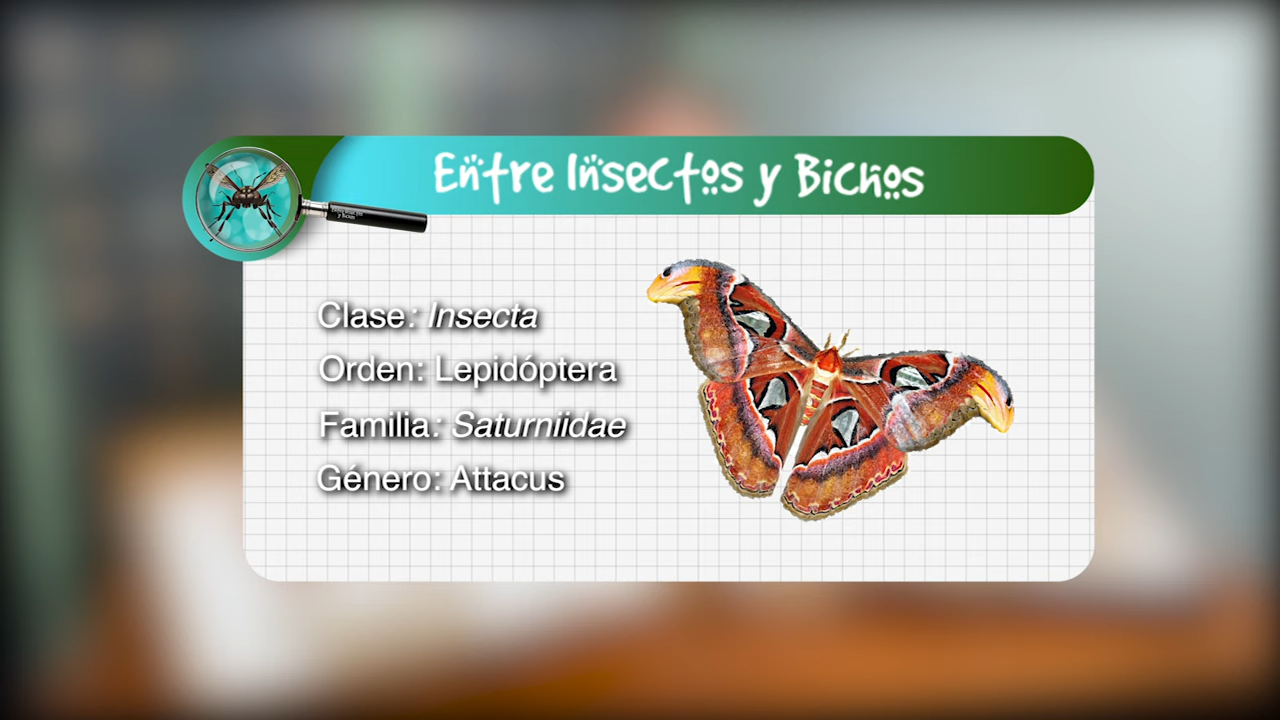 Entre Insectos y Bichos
Clase: Insecta
Orden: Lepidóptera
Familia: Saturniidae
Género: Attacus